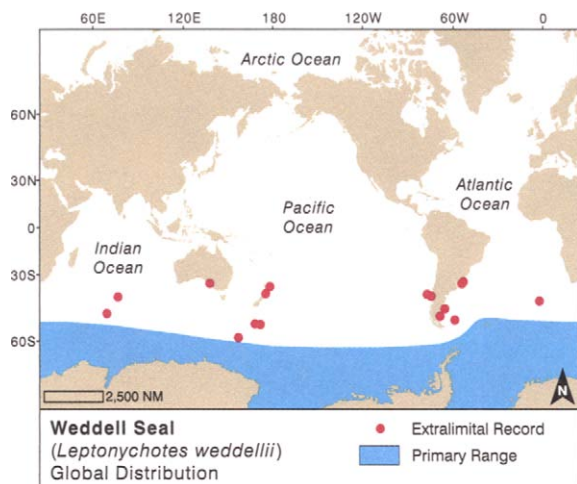 60E 120E 180 120W 60W 0
Arctic Ocean
60N
30N
Atlantic
Ocean
Pacific
Ocean
0
Indian
Ocean
30S
60S
2,500 NM
N
Weddell Seal
(Leptonychotes weddellii)
Global Distribution
Extralimital Record
Primary Range